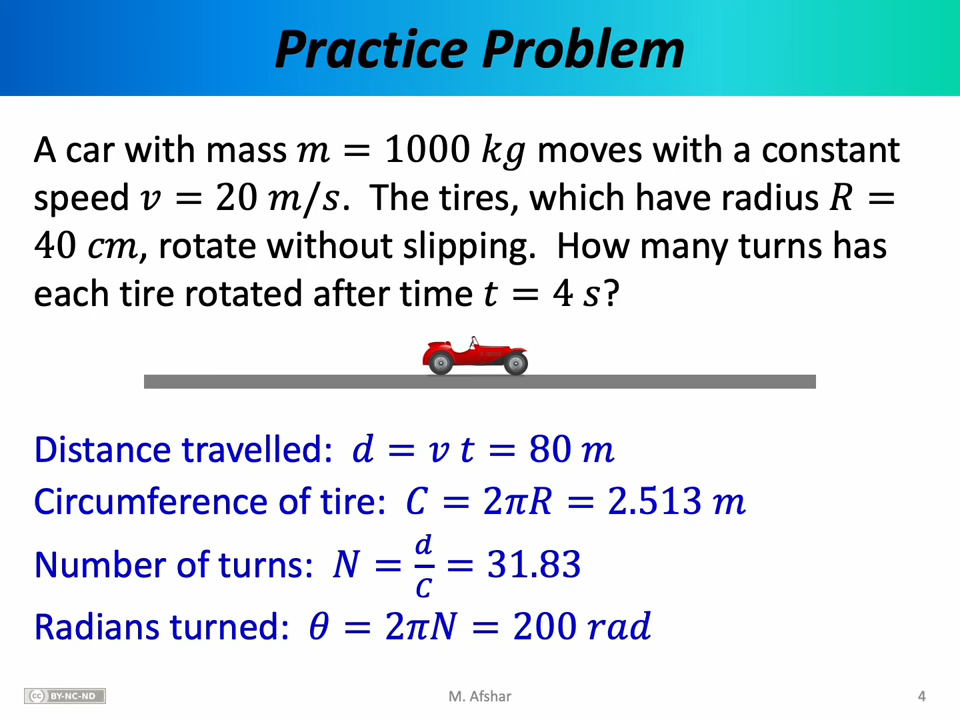 Practice Problem
A car with mass m = 1000 kg moves with a constant
speed v = 20 m/s. The tires, which have radius R =
40 cm, rotate without slipping. How many turns has
each tire rotated after time t = 4 s?
Distance travelled: d = v t = 80 m
Circumference of tire: C = 2πR = 2.513 m
Number of turns: N = d/C = 31.83
Radians turned: θ = 2πN = 200 rad
cc BY-NC-ND
M. Afshar
4